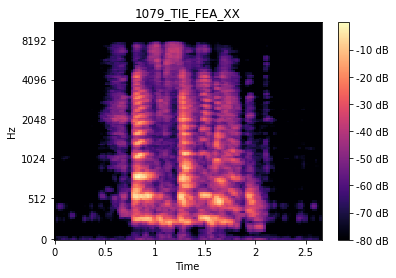 1079_TIE_FEA_XX
8192
4096
2048
1024
512
0
Hz
0 0.5 1 1.5 2 2.5
Time
-10 dB
-20 dB
-30 dB
-40 dB
-50 dB
-60 dB
-70 dB
-80 dB